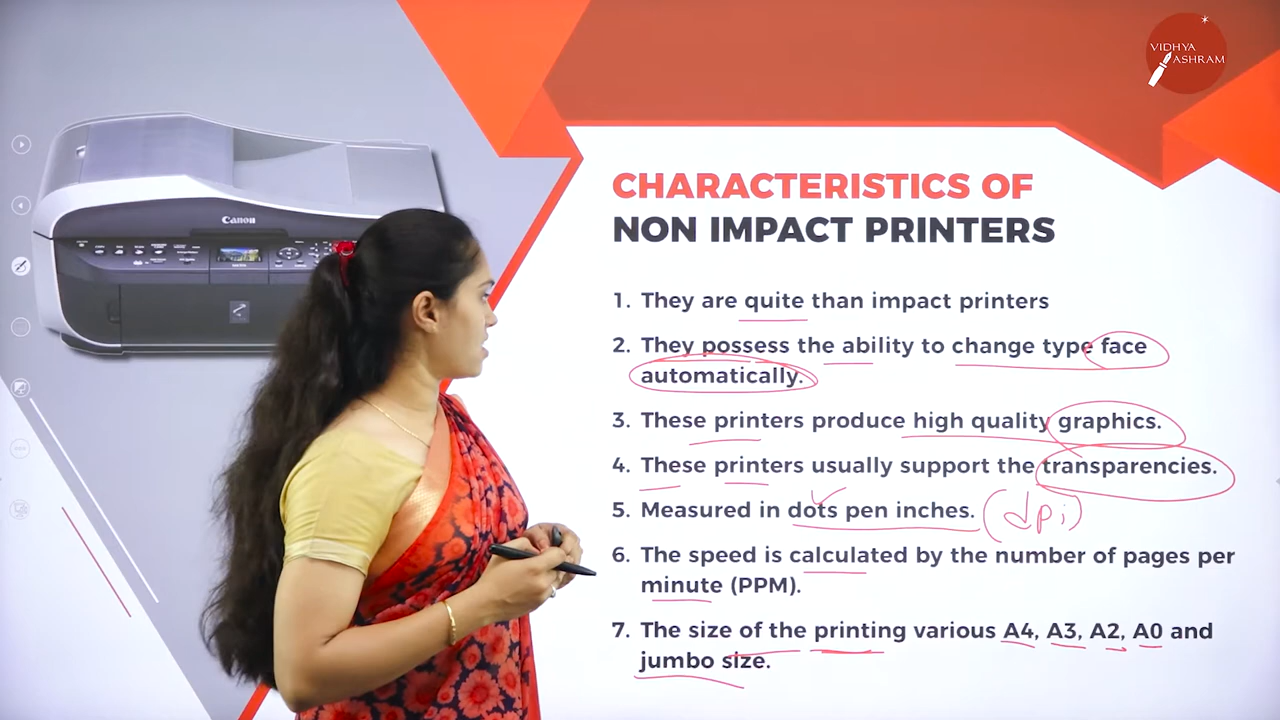 VIDHYA
ASHRAM
Canon
CHARACTERISTICS OF
NON IMPACT PRINTERS
1. They are quite than impact printers
2. They possess the ability to change type face
automatically.
3. These printers produce high quality graphics.
4. These printers usually support the transparencies.
5. Measured in dots pen inches. (dpi)
6. The speed is calculated by the number of pages per
minute (PPM).
7. The size of the printing various A4, A3, A2, A0 and
jumbo size.